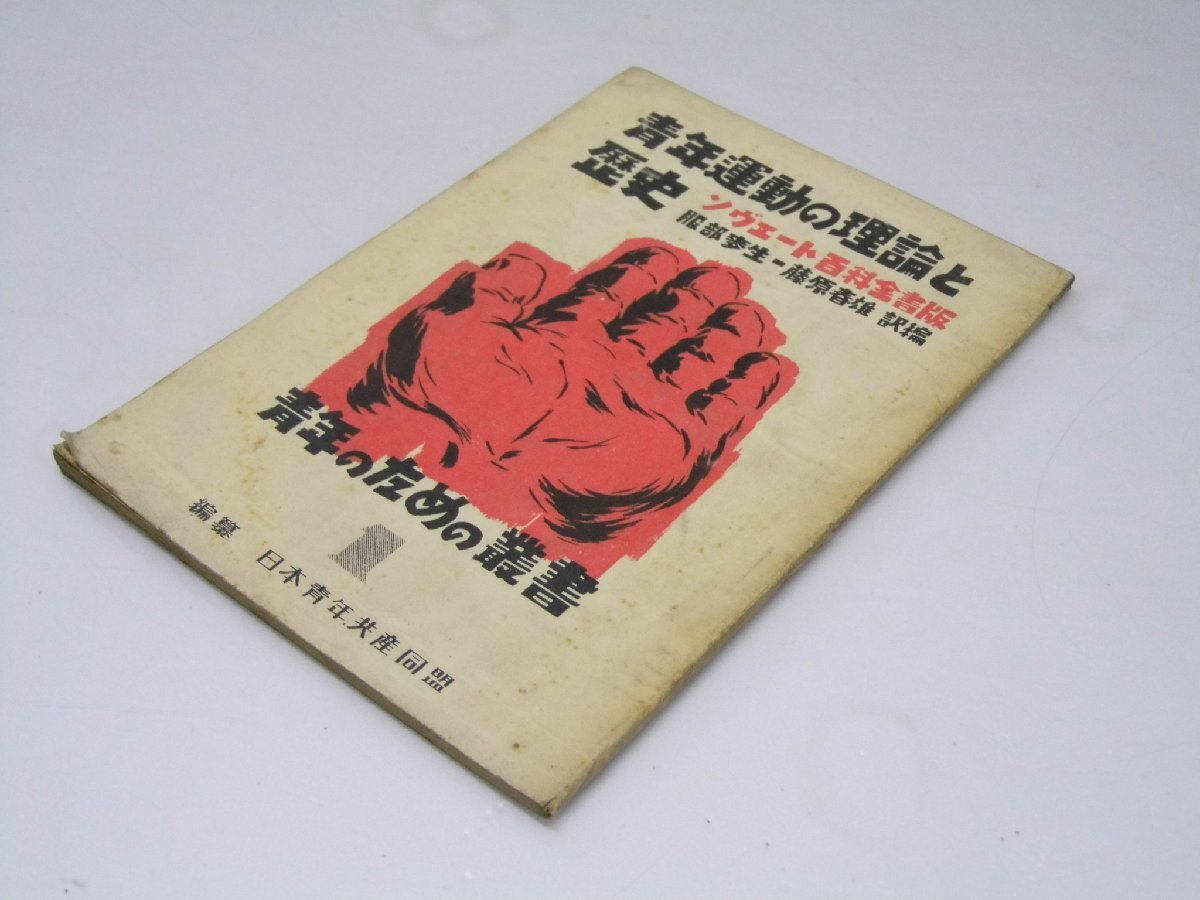 青年運動の理論と
歴史
ソヴェート百科全書版
服部麥生-藤原春雄 訳編
青年のための叢書
1
編纂 日本青年共産同盟